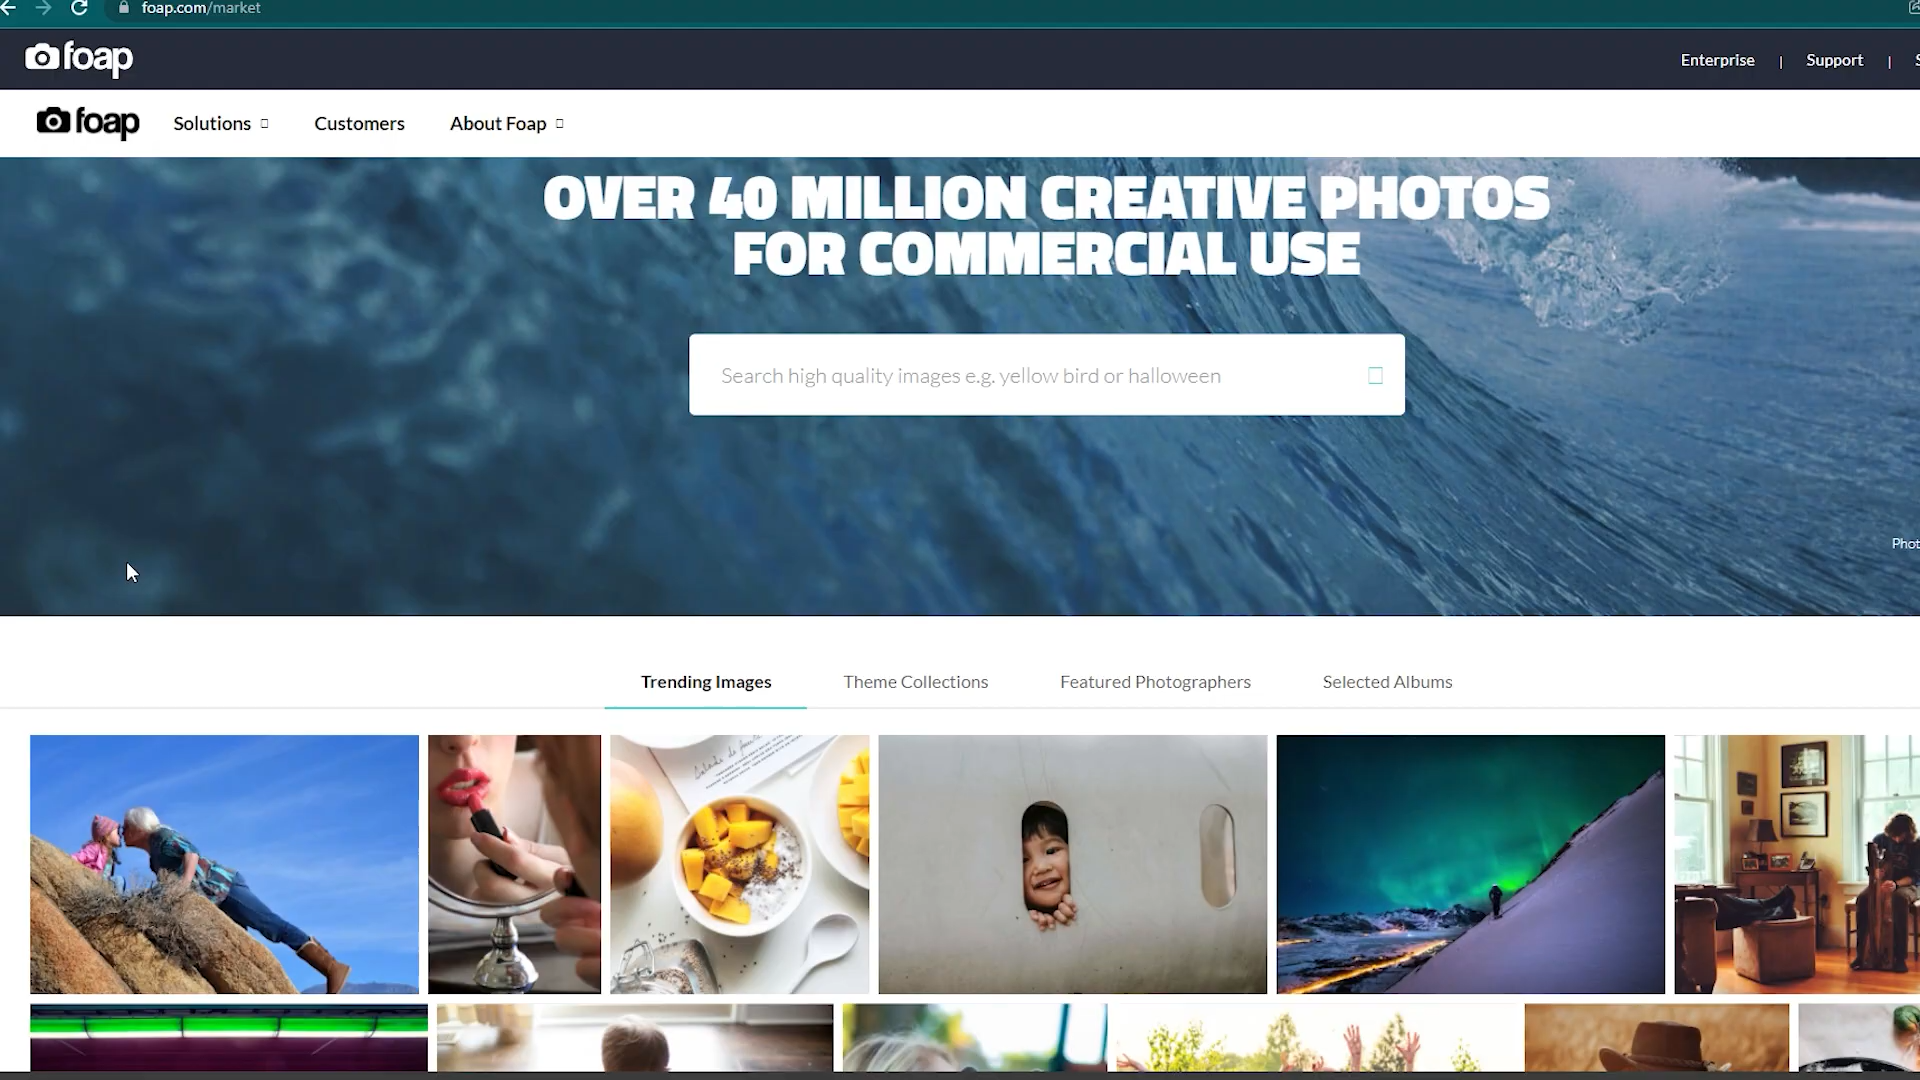 foap.com/market
foap
Enterprise | Support |
foap Solutions Customers About Foap
OVER 40 MILLION CREATIVE PHOTOS
FOR COMMERCIAL USE
Search high quality images e.g. yellow bird or halloween
Phot
Trending Images Theme Collections Featured Photographers Selected Albums